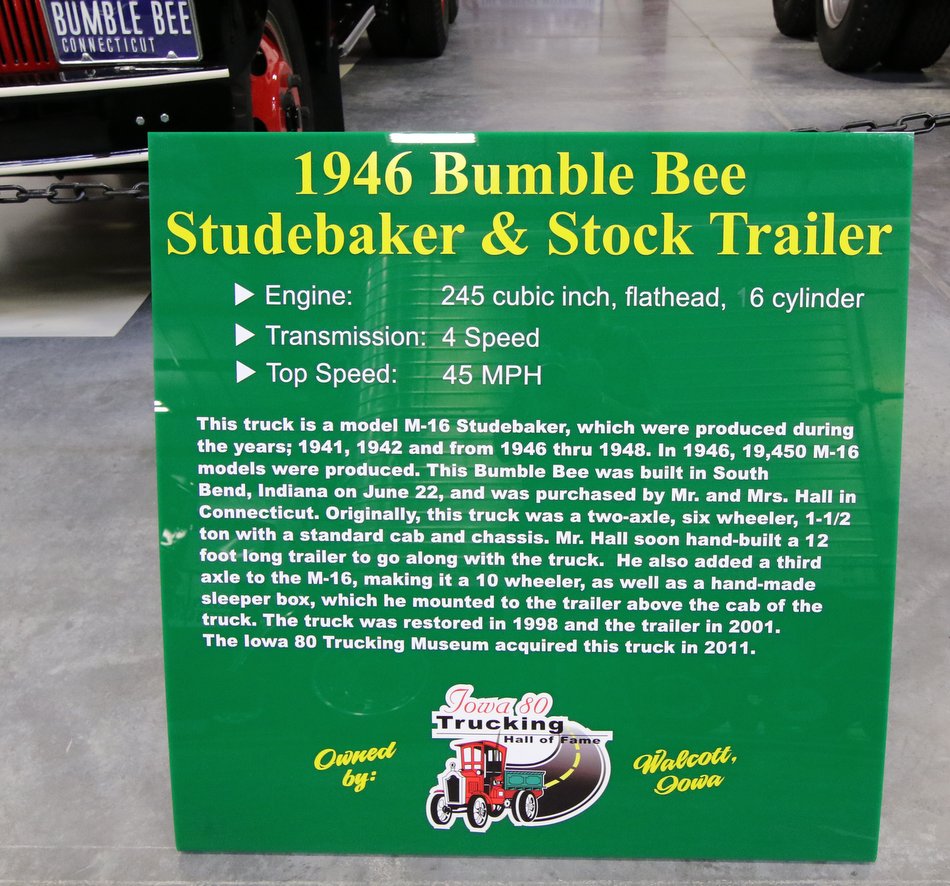 BUMBLE BEE
CONNECTICUT
1946 Bumble Bee
Studebaker & Stock Trailer
Engine: 245 cubic inch, flathead, 6 cylinder
Transmission: 4 Speed
Top Speed: 45 MPH
This truck is a model M-16 Studebaker, which were produced during
the years; 1941, 1942 and from 1946 thru 1948. In 1946, 19,450 M-16
models were produced. This Bumble Bee was built in South
Bend, Indiana on June 22, and was purchased by Mr. and Mrs. Hall in
Connecticut. Originally, this truck was a two-axle, six wheeler, 1-1/2
ton with a standard cab and chassis. Mr. Hall soon hand-built a 12
foot long trailer to go along with the truck. He also added a third
axle to the M-16, making it a 10 wheeler, as well as a hand-made
sleeper box, which he mounted to the trailer above the cab of the
truck. The truck was restored in 1998 and the trailer in 2001.
The Iowa 80 Trucking Museum acquired this truck in 2011.
Iowa 80
Trucking
Hall of Fame
Owned
by:
Walcott,
Iowa